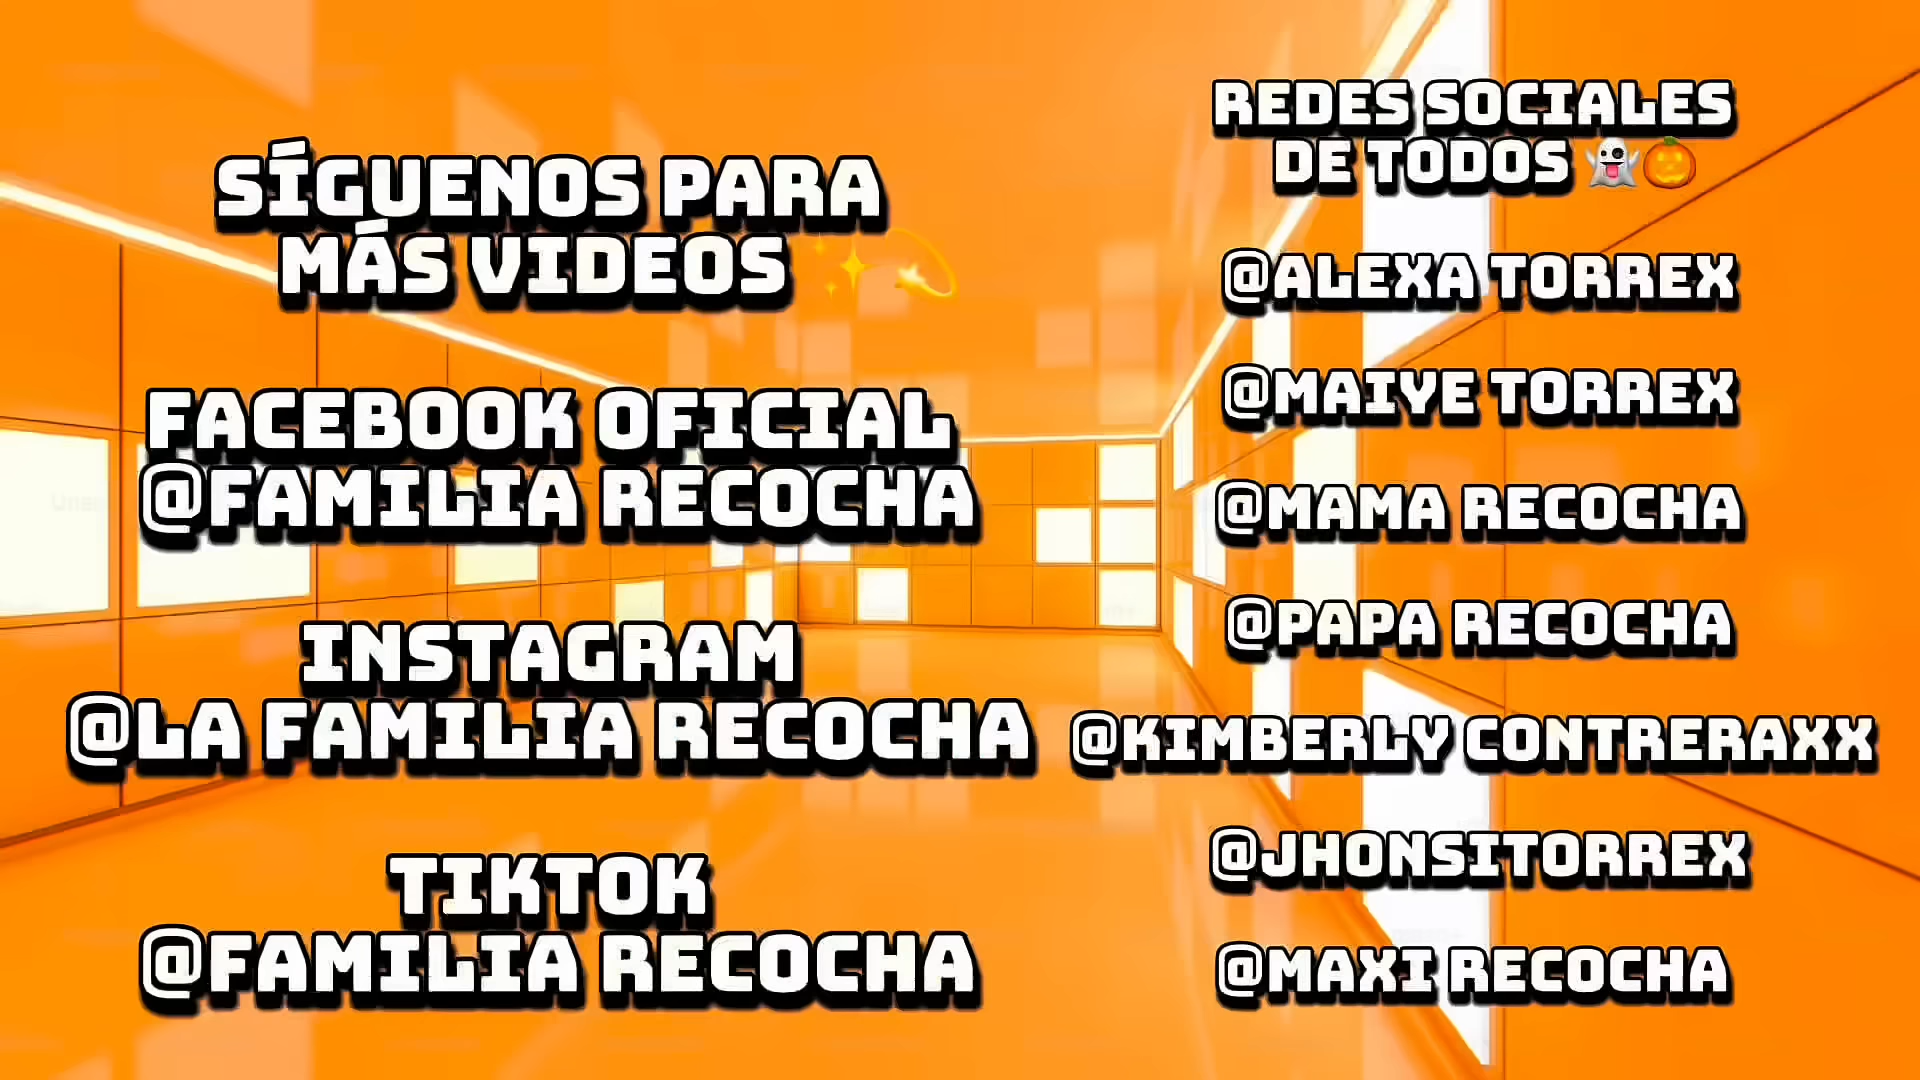 SÍGUENOS PARA
MÁS VIDEOS ✨💫
FACEBOOK OFICIAL
@FAMILIA RECOCHA
INSTAGRAM
@LA FAMILIA RECOCHA
TIKTOK
@FAMILIA RECOCHA
REDES SOCIALES
DE TODOS 👻🎃
@ALEXA TORREX
@MAIYE TORREX
@MAMA RECOCHA
@PAPA RECOCHA
@KIMBERLY CONTRERAXX
@JHONSITORREX
@MAXI RECOCHA